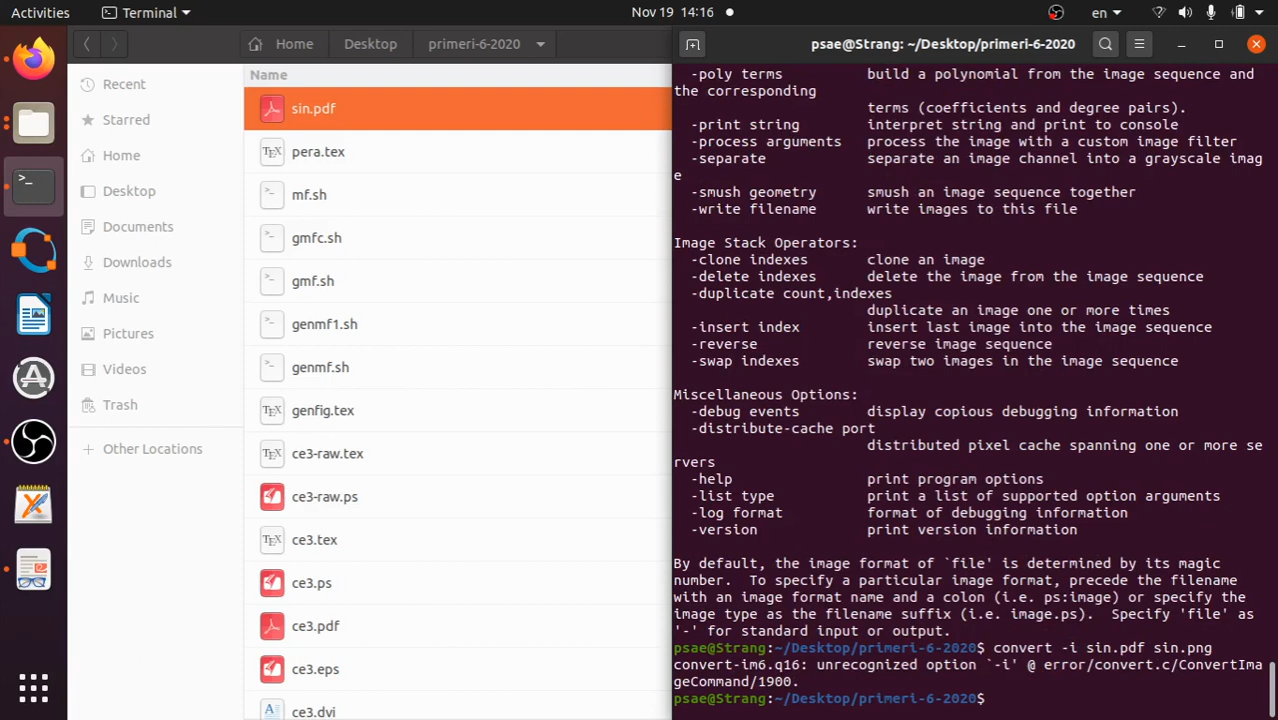 Activities
Terminal
Nov 19 14:16
en
Home
Desktop
primeri-6-2020
psae@Strang: ~/Desktop/primeri-6-2020
Recent
Starred
Home
Desktop
Documents
Downloads
Music
Pictures
Videos
Trash
Other Locations
Name
sin.pdf
pera.tex
mf.sh
gmfc.sh
gmf.sh
genmf1.sh
genmf.sh
genfig.tex
ce3-raw.tex
ce3-raw.ps
ce3.tex
ce3.ps
ce3.pdf
ce3.eps
ce3.dvi
-poly terms build a polynomial from the image sequence and
the corresponding
terms (coefficients and degree pairs).
-print string interpret string and print to console
-process arguments process the image with a custom image filter
-separate separate an image channel into a grayscale imag
e
-smush geometry smush an image sequence together
-write filename write images to this file
Image Stack Operators:
-clone indexes clone an image
-delete indexes delete the image from the image sequence
-duplicate count,indexes
duplicate an image one or more times
-insert index insert last image into the image sequence
-reverse reverse image sequence
-swap indexes swap two images in the image sequence
Miscellaneous Options:
-debug events display copious debugging information
-distribute-cache port
distributed pixel cache spanning one or more se
rvers
-help print program options
-list type print a list of supported option arguments
-log format format of debugging information
-version print version information
By default, the image format of `file' is determined by its magic
number. To specify a particular image format, precede the filename
with an image format name and a colon (i.e. ps:image) or specify the
image type as the filename suffix (i.e. image.ps). Specify 'file' as
'-' for standard input or output.
psae@Strang:~/Desktop/primeri-6-2020$ convert -i sin.pdf sin.png
convert-im6.q16: unrecognized option `-i' @ error/convert.c/ConvertIma
geCommand/1900.
psae@Strang:~/Desktop/primeri-6-2020$